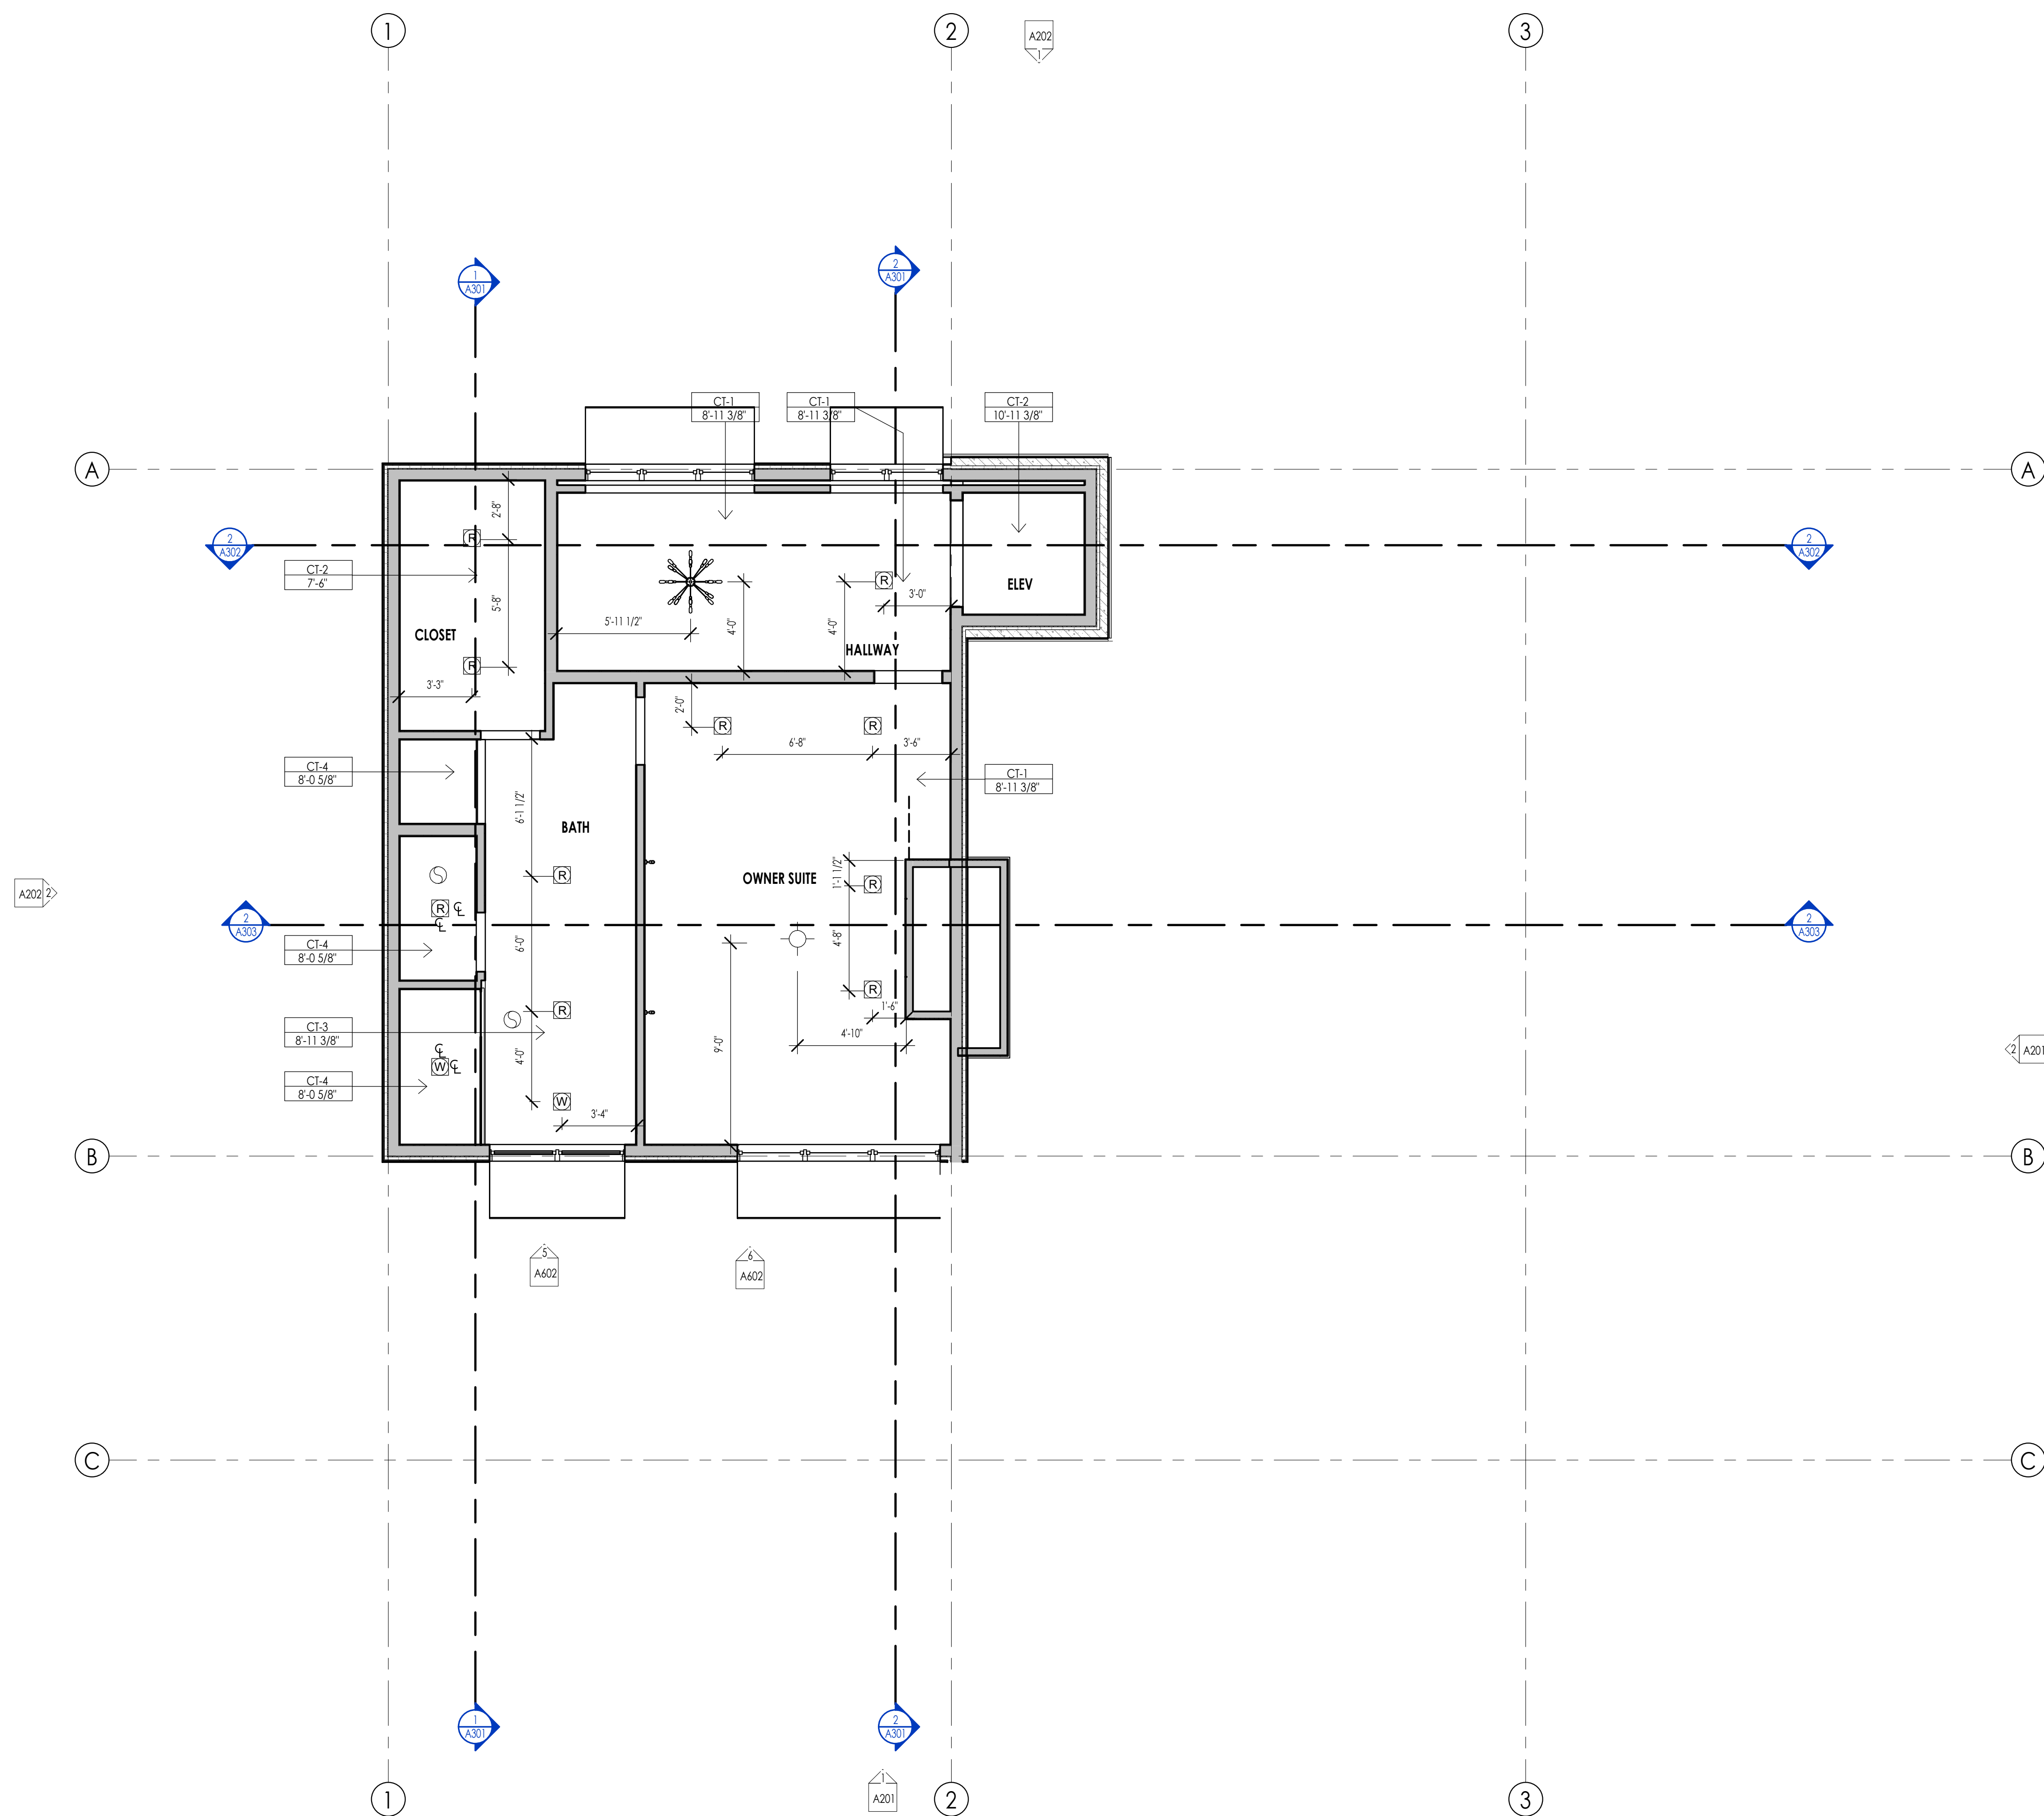 1
2
3
A202
1
2
A301
1
A301
CT-1
8'-11 3/8"
CT-1
8'-11 3/8"
CT-2
10'-11 3/8"
A
A
2'-8"
R
2
A302
2
A302
CT-2
7'-6"
R
ELEV
3'-0"
5'-8"
5'-11 1/2"
4'-0"
4'-0"
CLOSET
HALLWAY
R
3'-3"
2'-0"
R
R
6'-8"
3'-6"
CT-4
8'-0 5/8"
CT-1
8'-11 3/8"
6'-1 1/2"
BATH
OWNER SUITE
1'-1 1/2"
R
R
A202
2
R
CL
CL
2
A303
2
A303
CT-4
8'-0 5/8"
6'-0"
4'-8"
R
R
1'-6"
CT-3
8'-11 3/8"
4'-10"
9'-0"
4'-0"
CL
W
CL
CT-4
8'-0 5/8"
2
A201
W
3'-4"
B
B
5
A602
6
A602
C
C
1
A301
2
A301
1
A201
1
2
3